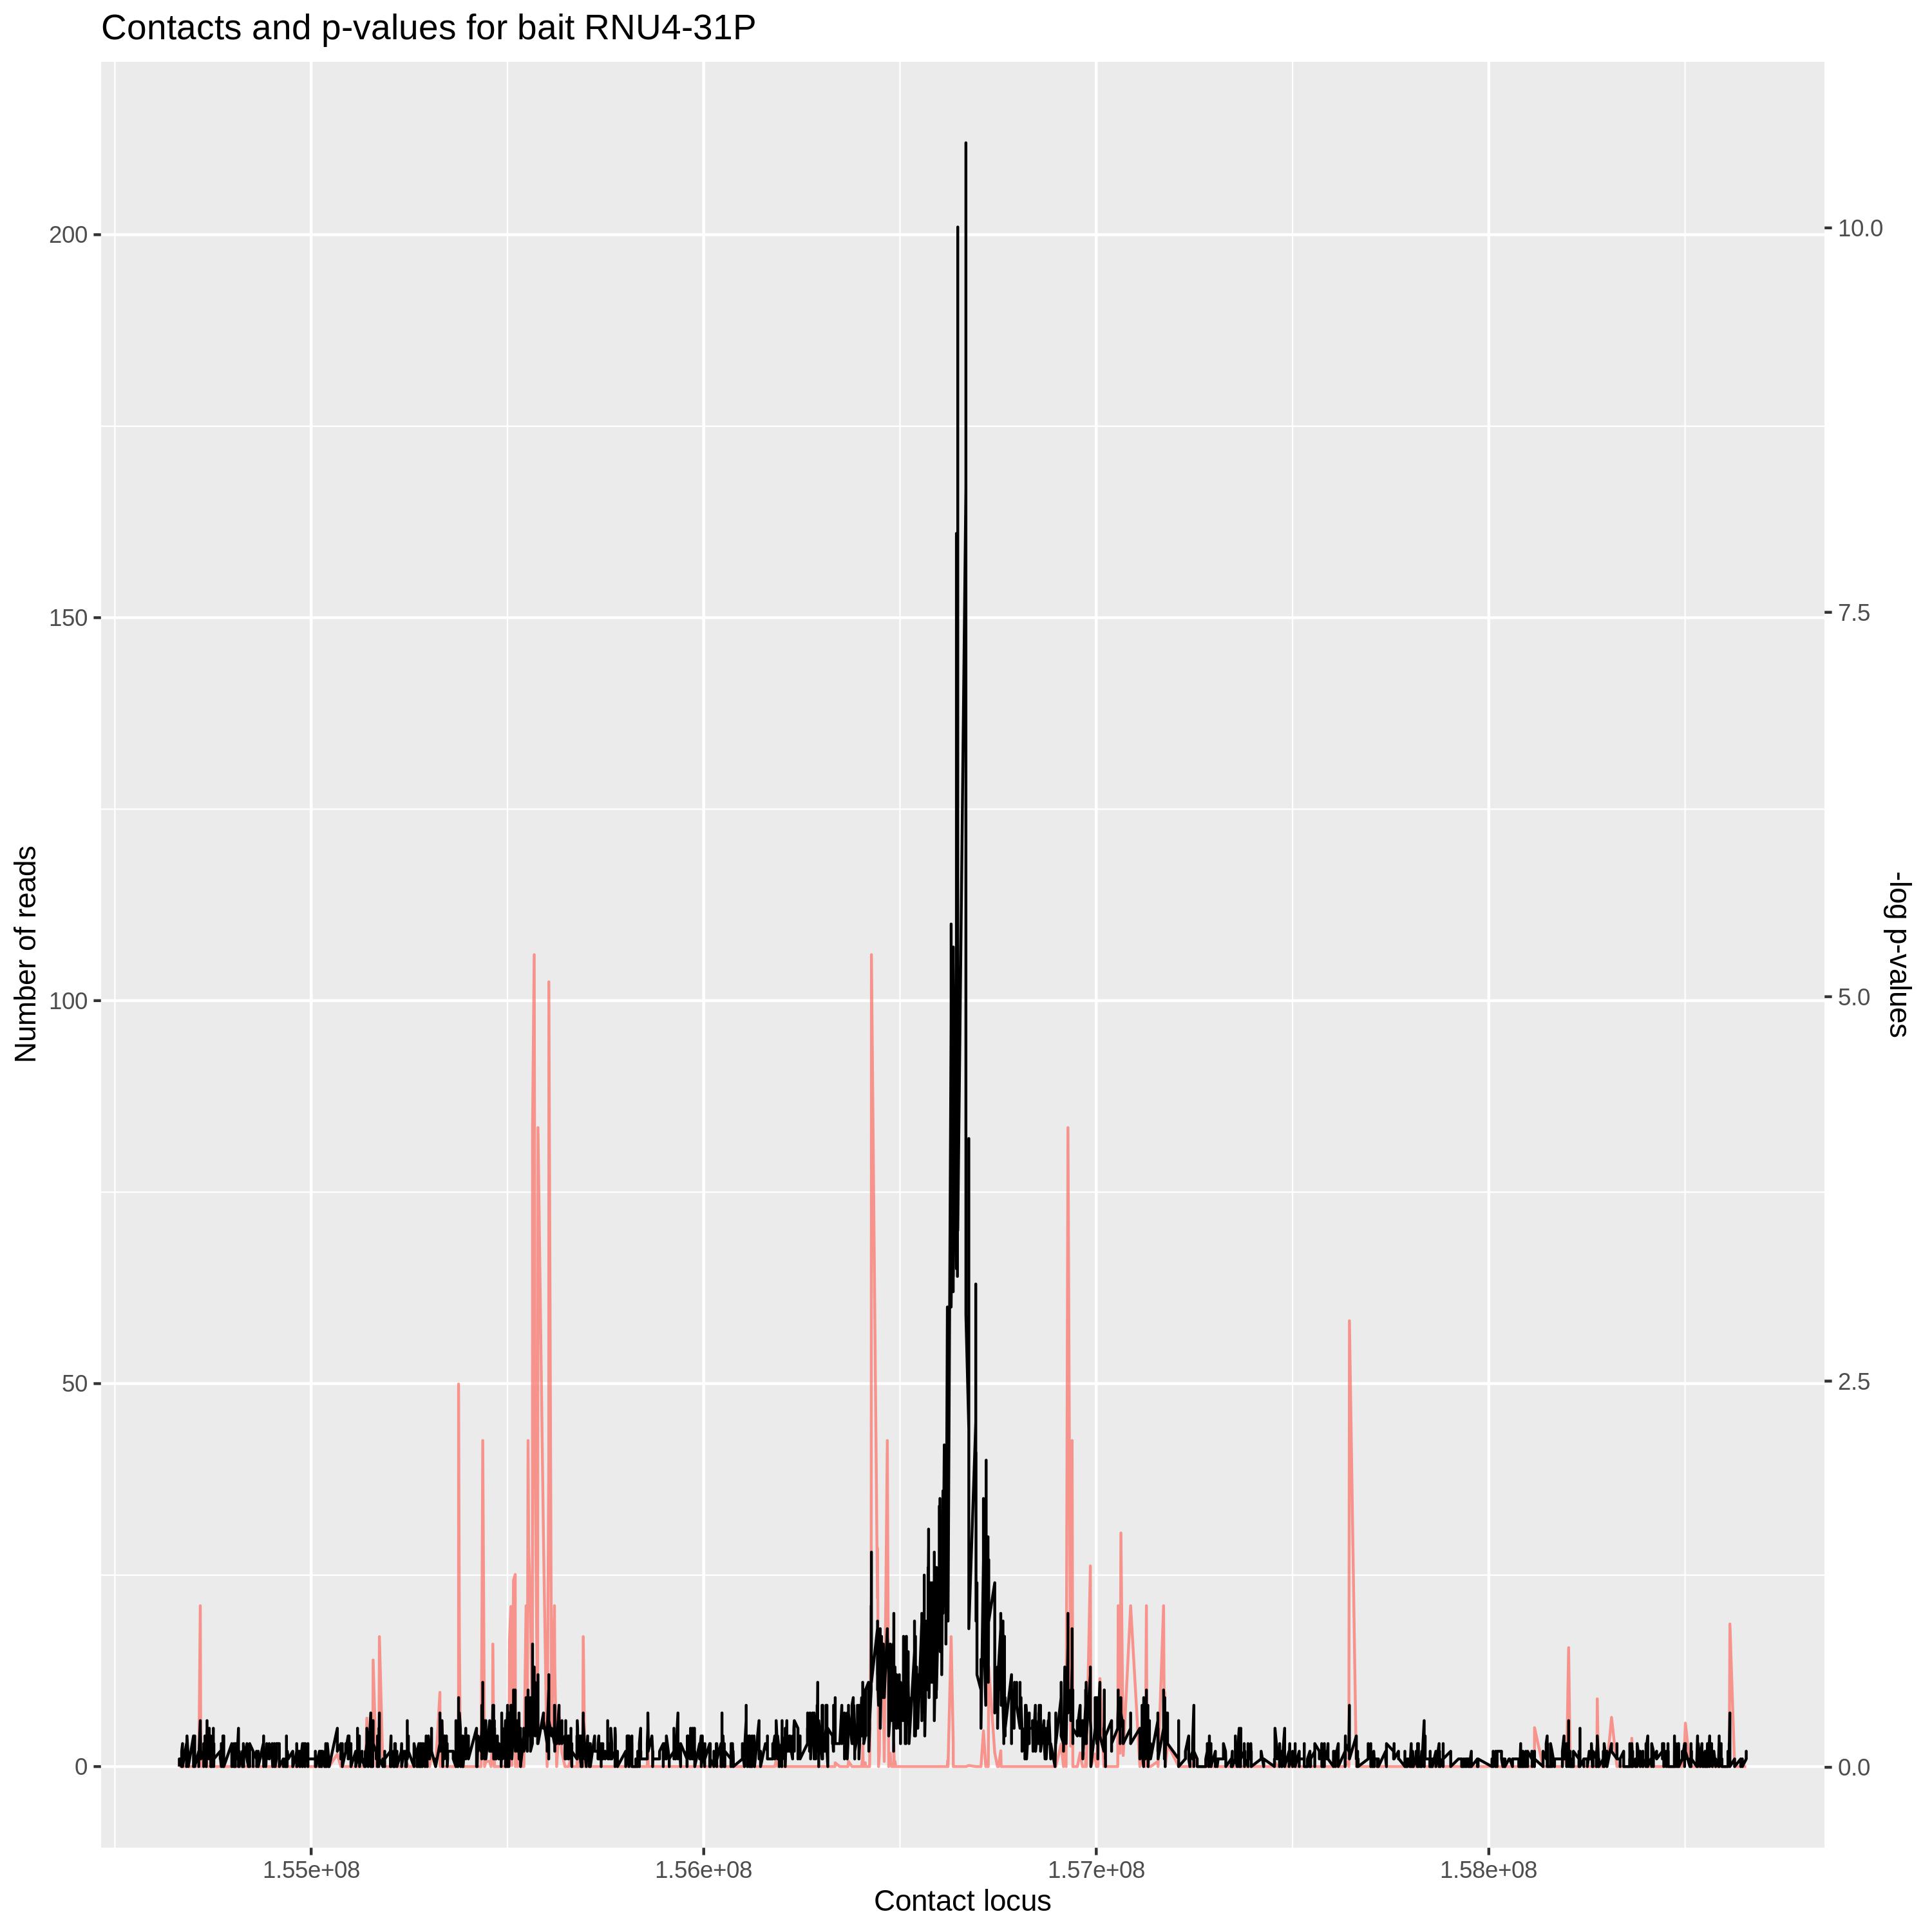 Contacts and p-values for bait RNU4-31P
200
150
100
50
0
Number of reads
10.0
7.5
5.0
2.5
0.0
-log p-values
1.55e+08
1.56e+08
1.57e+08
1.58e+08
Contact locus